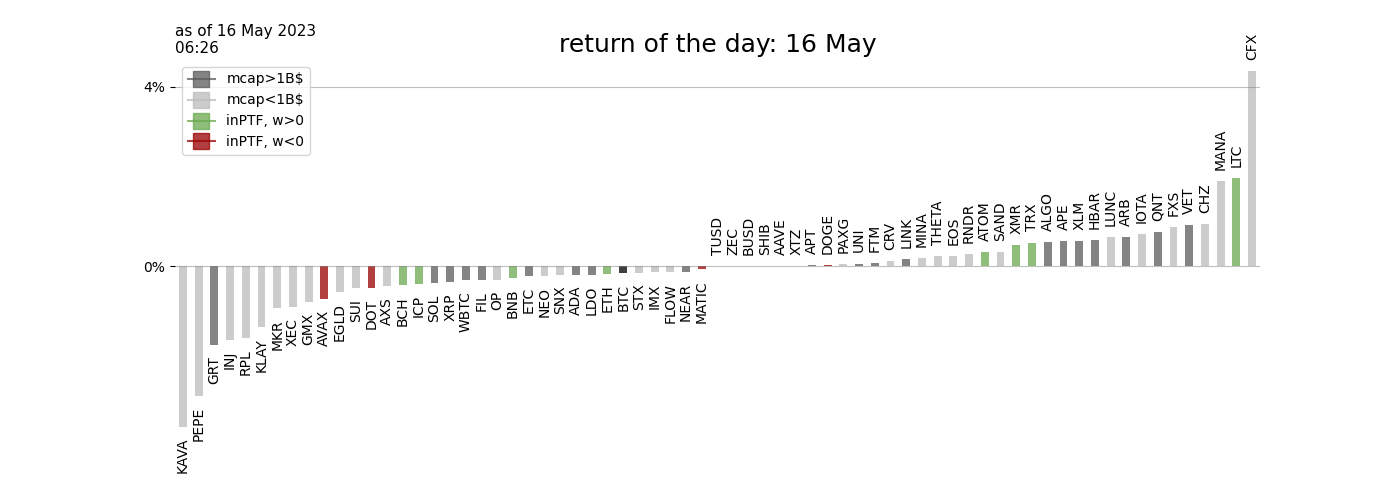 as of 16 May 2023
06:26
return of the day: 16 May
mcap>1B$
mcap<1B$
inPTF, w>0
inPTF, w<0
4%
0%
KAVA
PEPE
GRT
INJ
RPL
KLAY
MKR
XEC
GMX
AVAX
EGLD
SUI
DOT
AXS
BCH
ICP
SOL
XRP
WBTC
FIL
OP
BNB
ETC
NEO
SNX
ADA
LDO
ETH
BTC
STX
IMX
FLOW
NEAR
MATIC
TUSD
ZEC
BUSD
SHIB
AAVE
XTZ
APT
DOGE
PAXG
UNI
FTM
CRV
LINK
MINA
THETA
EOS
RNDR
ATOM
SAND
XMR
TRX
ALGO
APE
XLM
HBAR
LUNC
ARB
IOTA
QNT
FXS
VET
CHZ
MANA
LTC
CFX